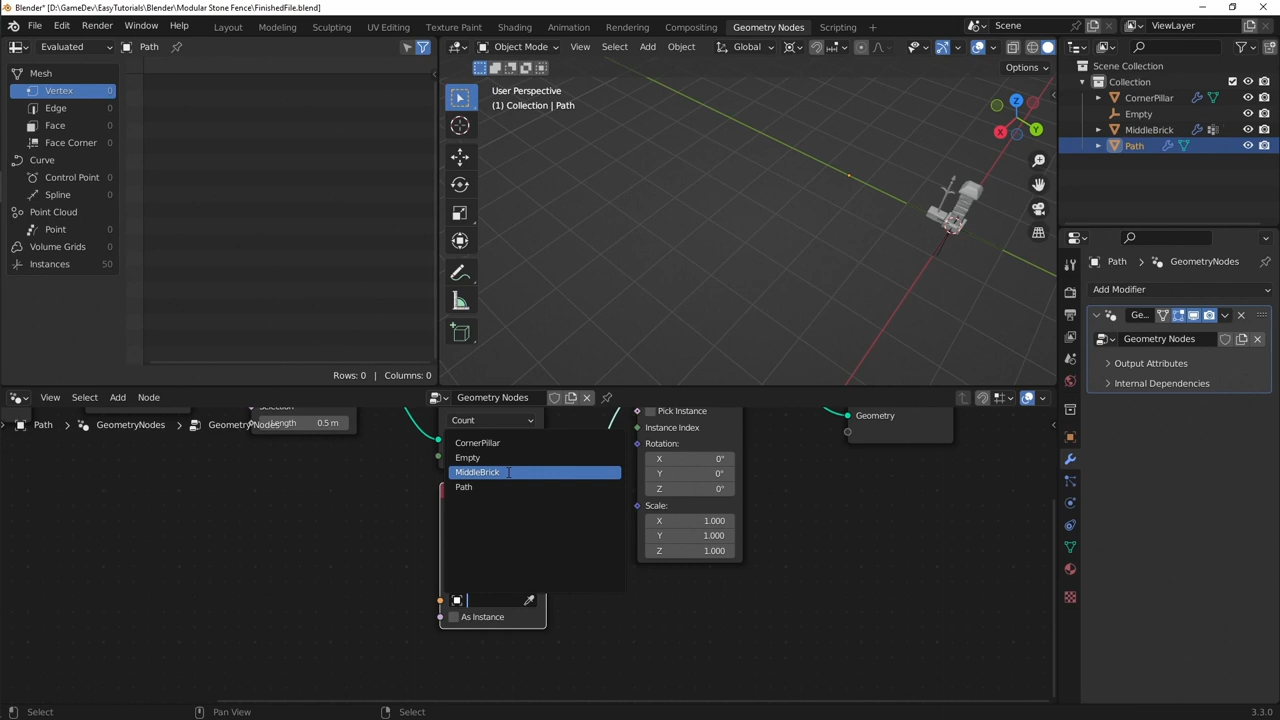 Blender* [D:\GameDev\EasyTutorials\Modular Stone Fence\FinishedFile.blend]
File Edit Render Window Help Layout Modeling Sculpting UV Editing Texture Paint Shading Animation Rendering Compositing Geometry Nodes Scripting + Scene ViewLayer
Evaluated Path
Mesh
Vertex 0
Edge 0
Face 0
Face Corner 0
Curve
Control Point 0
Spline 0
Point Cloud
Point 0
Volume Grids
Instances 50
Rows: 0 | Columns: 0
Object Mode View Select Add Object Global
Options
User Perspective
(1) Collection | Path
Z
Y
X
Scene Collection
Collection
CornerPillar
Empty
MiddleBrick
Path
Path GeometryNodes
Add Modifier
Ge...
Geometry Nodes
Output Attributes
Internal Dependencies
View Select Add Node Geometry Nodes
Path GeometryNodes Geometry
Selection
Length 0.5 m
Count
CornerPillar
Empty
MiddleBrick
Path
As Instance
Pick Instance
Instance Index
Rotation:
X 0°
Y 0°
Z 0°
Scale:
X 1.000
Y 1.000
Z 1.000
Geometry
Select Pan View Select 3.3.0